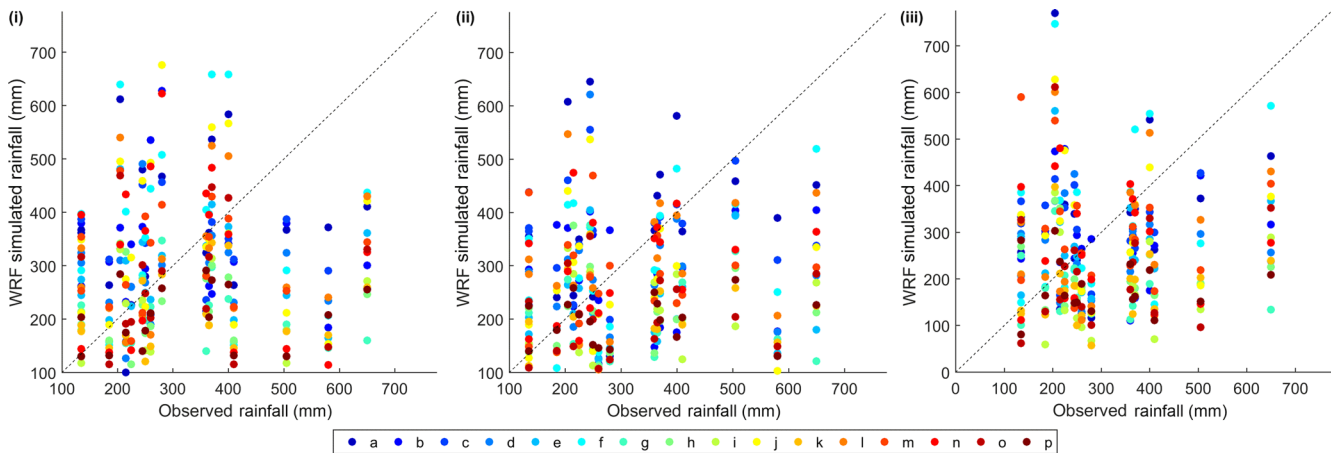 (i)
WRF simulated rainfall (mm)
700
600
500
400
300
200
100
100 200 300 400 500 600 700
Observed rainfall (mm)
(ii)
WRF simulated rainfall (mm)
700
600
500
400
300
200
100
100 200 300 400 500 600 700
Observed rainfall (mm)
(iii)
WRF simulated rainfall (mm)
700
600
500
400
300
200
100
0
0 100 200 300 400 500 600 700
Observed rainfall (mm)
a b c d e f g h i j k l m n o p